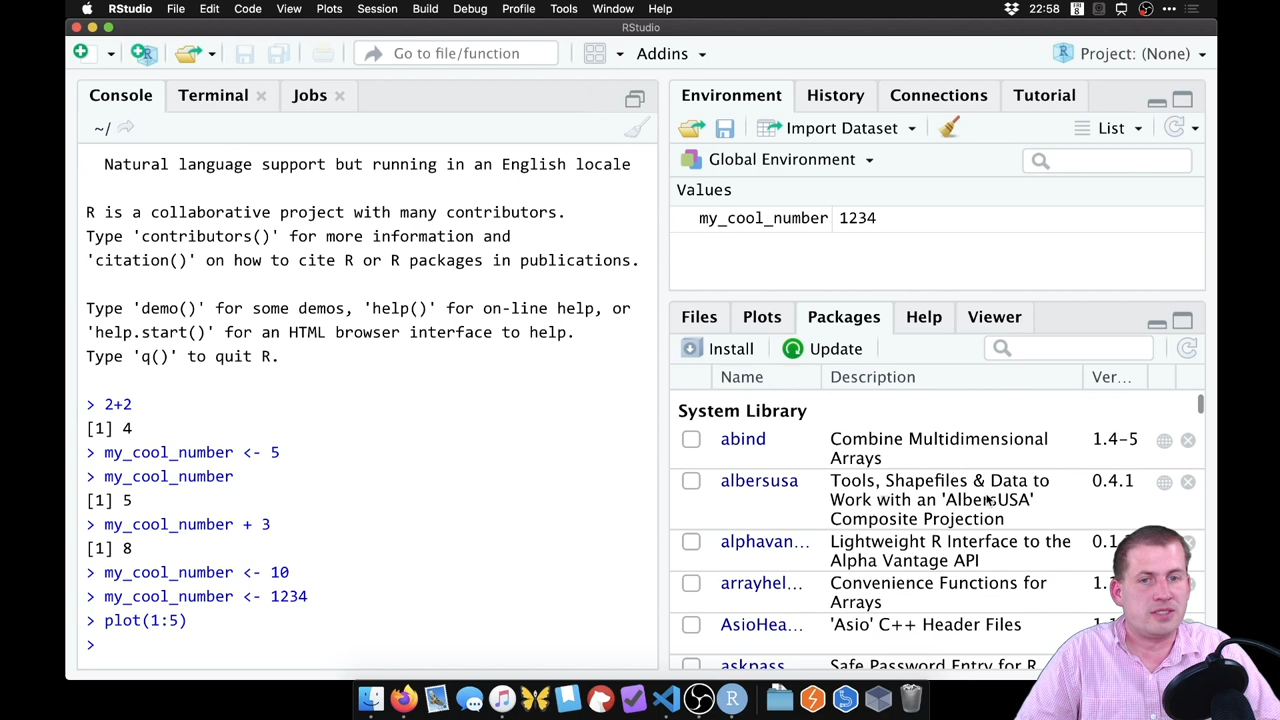 RStudio File Edit Code View Plots Session Build Debug Profile Tools Window Help 22:58 8
RStudio
Go to file/function Addins Project: (None)
Console Terminal Jobs
~/
Natural language support but running in an English locale
R is a collaborative project with many contributors.
Type 'contributors()' for more information and
'citation()' on how to cite R or R packages in publications.
Type 'demo()' for some demos, 'help()' for on-line help, or
'help.start()' for an HTML browser interface to help.
Type 'q()' to quit R.
> 2+2
[1] 4
> my_cool_number <- 5
> my_cool_number
[1] 5
> my_cool_number + 3
[1] 8
> my_cool_number <- 10
> my_cool_number <- 1234
> plot(1:5)
>
Environment History Connections Tutorial
Import Dataset List
Global Environment
Values
my_cool_number 1234
Files Plots Packages Help Viewer
Install Update
Name Description Ver...
System Library
abind Combine Multidimensional 1.4-5
Arrays
albersusa Tools, Shapefiles & Data to 0.4.1
Work with an 'AlbersUSA'
Composite Projection
alphavan... Lightweight R Interface to the 0.1.
Alpha Vantage API
arrayhel... Convenience Functions for 1.
Arrays
AsioHea... 'Asio' C++ Header Files
askpass Safe Password Entry for R